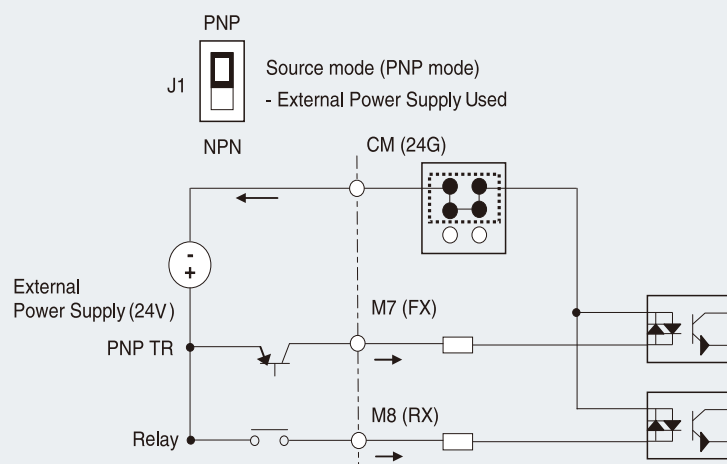 PNP
J1
Source mode (PNP mode)
- External Power Supply Used
NPN
CM (24G)
-
+
External
Power Supply (24V)
M7 (FX)
PNP TR
M8 (RX)
Relay